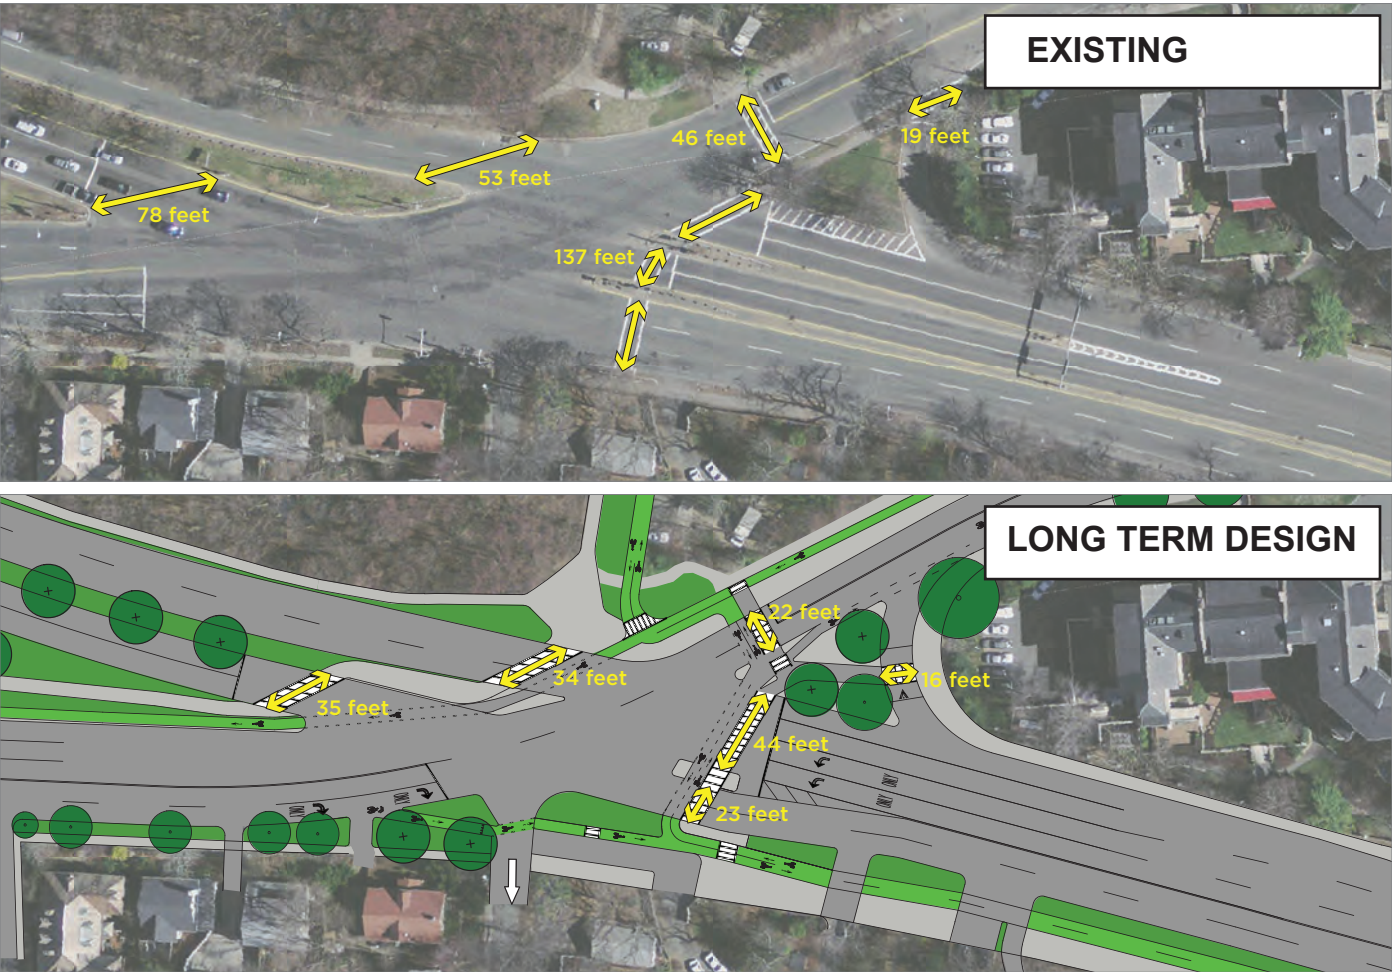 EXISTING
46 feet
19 feet
53 feet
78 feet
137 feet
LONG TERM DESIGN
22 feet
34 feet
16 feet
35 feet
44 feet
23 feet